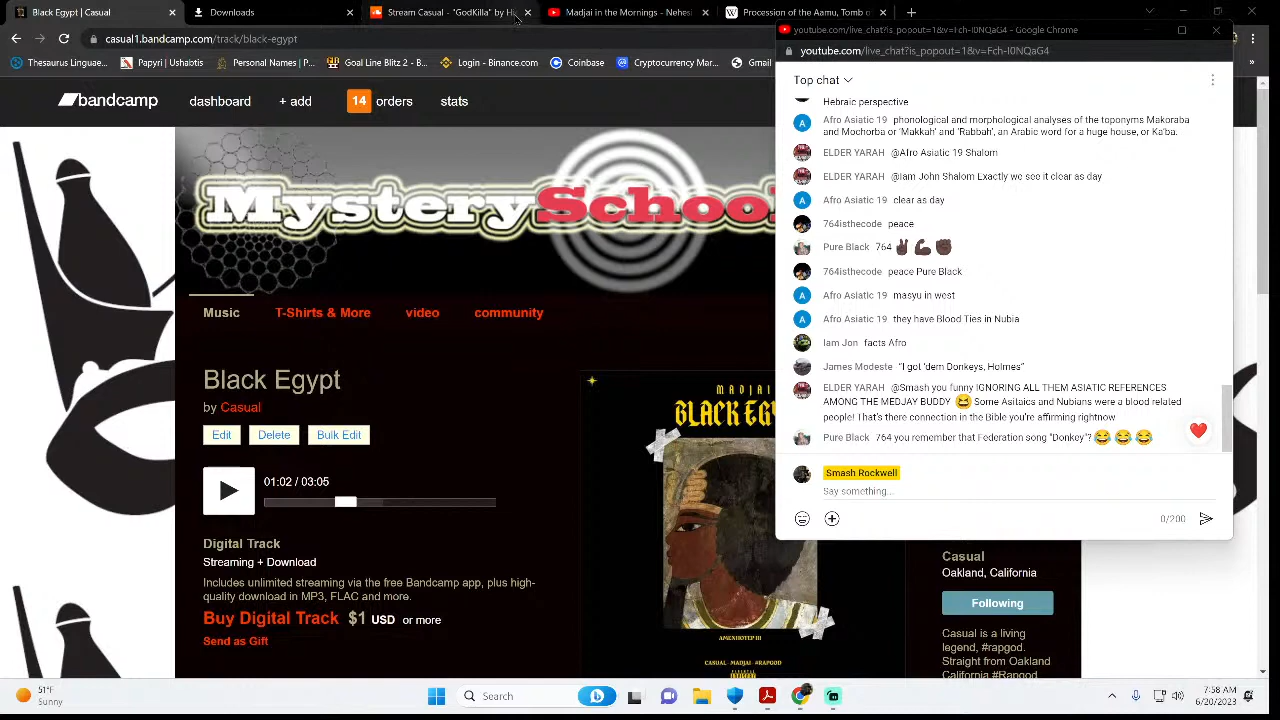 Black Egypt | Casual
Downloads
Stream Casual - "GodKilla" by Hi
Madjai in the Mornings - Nehesi
Procession of the Aamu, Tomb o
casual1.bandcamp.com/track/black-egypt
youtube.com/live_chat?is_popout=1&v=Fch-I0NQaG4 - Google Chrome
youtube.com/live_chat?is_popout=1&v=Fch-I0NQaG4
Thesaurus Linguae...
Papyri | Ushabtis
Personal Names | P...
Goal Line Blitz 2 - B...
Login - Binance.com
Coinbase
Cryptocurrency Mar...
Gmail
bandcamp
dashboard
+ add
14 orders
stats
MysterySchool
Music
T-Shirts & More
video
community
Black Egypt
by Casual
Edit
Delete
Bulk Edit
01:02 / 03:05
Digital Track
Streaming + Download
Includes unlimited streaming via the free Bandcamp app, plus high-
quality download in MP3, FLAC and more.
Buy Digital Track $1 USD or more
Send as Gift
MADJAI
BLACK EGY
AMENHOTEP III
CASUAL · MADJAI · #RAPGOD
Top chat
Hebraic perspective
A Afro Asiatic 19 phonological and morphological analyses of the toponyms Makoraba
and Mochorba or 'Makkah' and 'Rabbah', an Arabic word for a huge house, or Ka'ba.
ELDER YARAH @Afro Asiatic 19 Shalom
ELDER YARAH @Iam John Shalom Exactly we see it clear as day
A Afro Asiatic 19 clear as day
764isthecode peace
Pure Black 764 ✌🏿 💪🏿 ✊🏿
764isthecode peace Pure Black
A Afro Asiatic 19 masyu in west
A Afro Asiatic 19 they have Blood Ties in Nubia
Iam Jon facts Afro
James Modeste "I got 'dem Donkeys, Holmes"
ELDER YARAH @Smash you funny IGNORING ALL THEM ASIATIC REFERENCES
AMONG THE MEDJAY BUDDY 😆 Some Asitaics and Nubians were a blood related
people! That's there connection in the Bible you're affirming rightnow
Pure Black 764 you remember that Federation song "Donkey"? 😂 😂 😂
Smash Rockwell
Say something...
0/200
Casual
Oakland, California
Following
Casual is a living
legend, #rapgod.
Straight from Oakland
California #Rapgod
51°F
Sunny
Search
7:58 AM